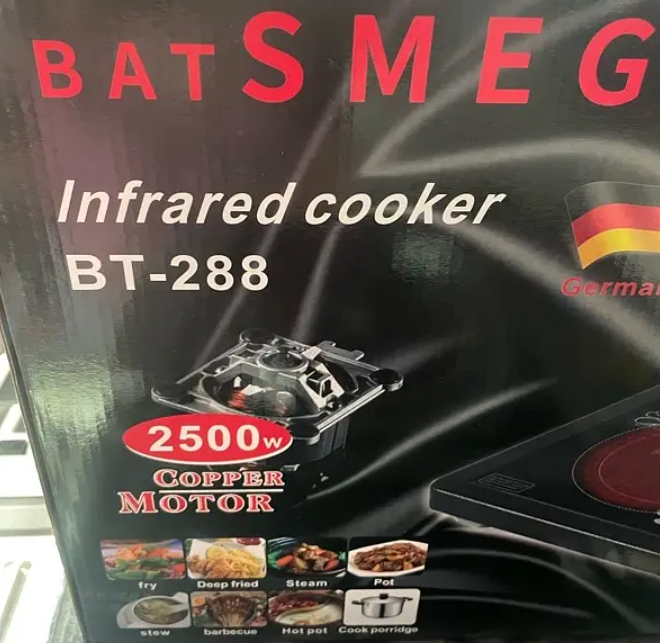 BATSMEG
Infrared cooker
BT-288
2500w
COPPER
MOTOR
fry Deep fried Steam Pot
stew barbecue Hot pot Cook porridge